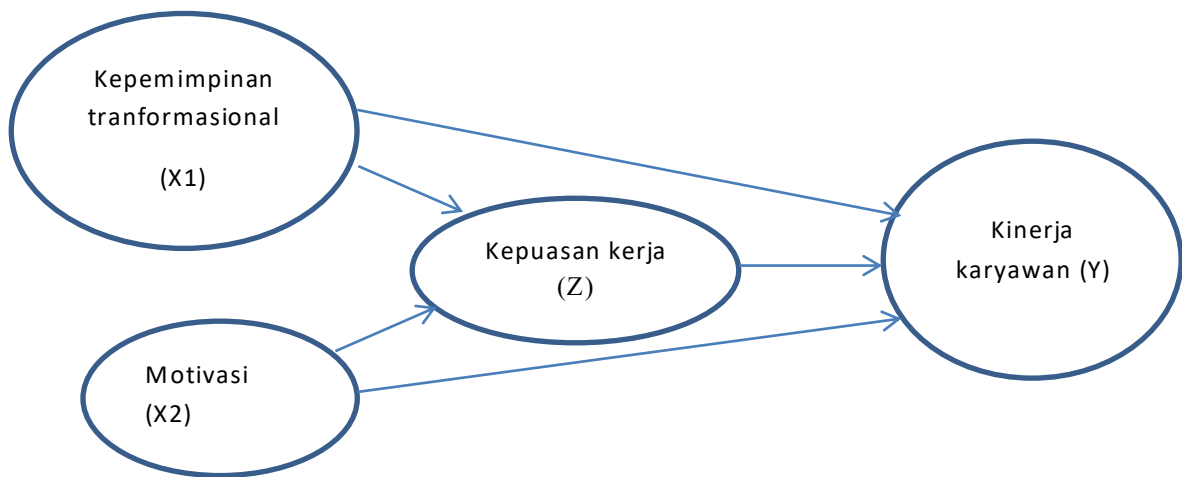 Kepemimpinan
tranformasional
(X1)
Kepuasan kerja
(Z)
Kinerja
karyawan (Y)
Motivasi
(X2)